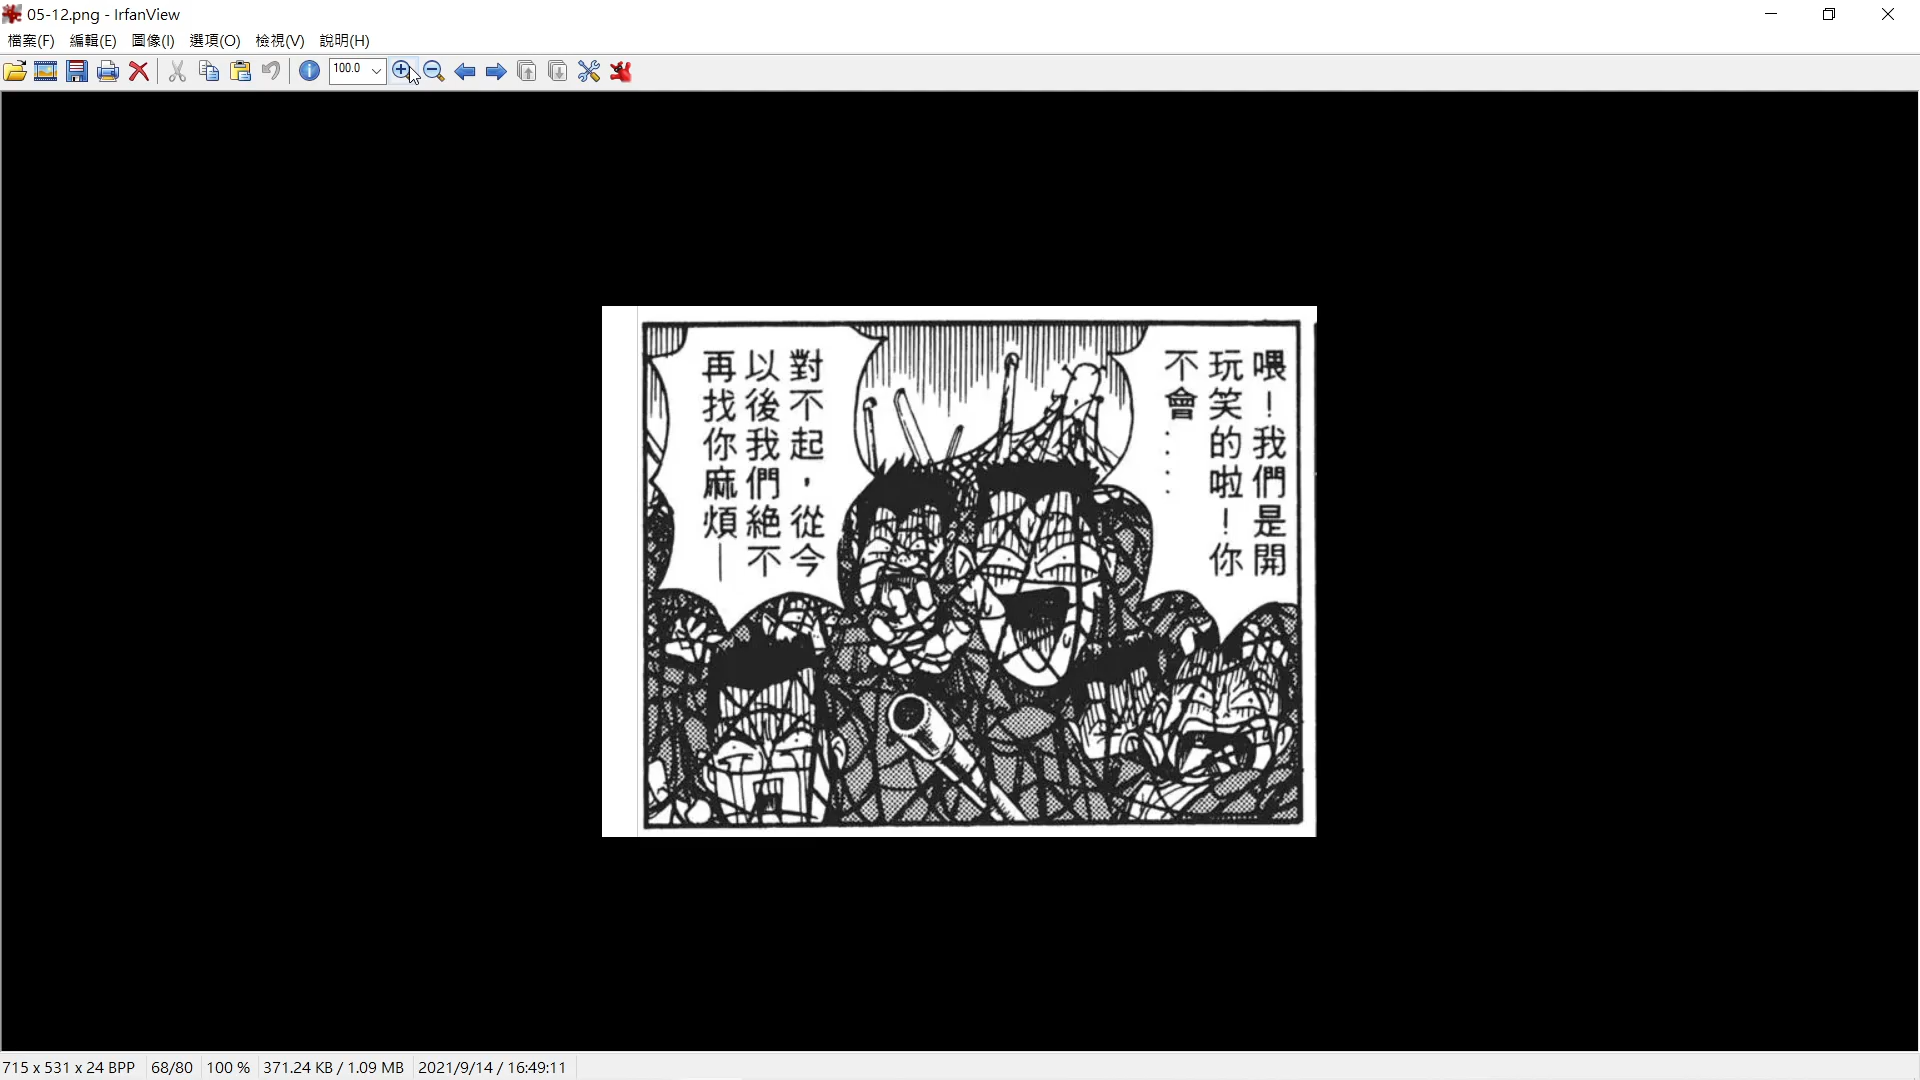 05-12.png - IrfanView
檔案(F) 編輯(E) 圖像(I) 選項(O) 檢視(V) 說明(H)
100.0
喂！我們是開
玩笑的啦！你
不會．．．．
對不起，從今
以後我們絕不
再找你麻煩—
715 x 531 x 24 BPP 68/80 100 % 371.24 KB / 1.09 MB 2021/9/14 / 16:49:11